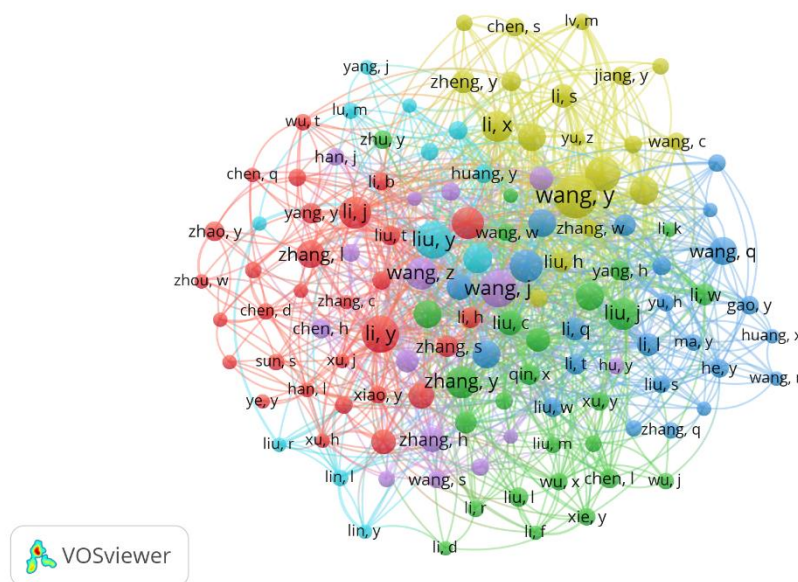 chen, s
lv, m
yang, j
zheng, y
jiang, y
lu, m
li, s
wu, t
zhu, y
li, x
yu, z
wang, c
han, j
chen, q
li, b
huang, y
wang, y
yang, y
li, j
zhao, y
liu, t
liu, y
wang, w
zhang, w
li, k
zhang, l
liu, h
wang, q
zhou, w
wang, z
yang, h
wang, j
zhang, c
li, w
yu, h
gao, y
chen, d
chen, h
li, h
liu, c
liu, j
li, y
li, q
li, l
ma, y
huang, x
zhang, s
sun, s
xu, j
li, t
hu, y
he, y
qin, x
zhang, y
liu, s
han, l
xiao, y
ye, y
liu, w
xu, y
zhang, q
liu, r
xu, h
zhang, h
liu, m
wang, s
wu, x
chen, l
wu, j
lin, l
liu, l
li, r
lin, y
li, f
xie, y
li, d
VOSviewer